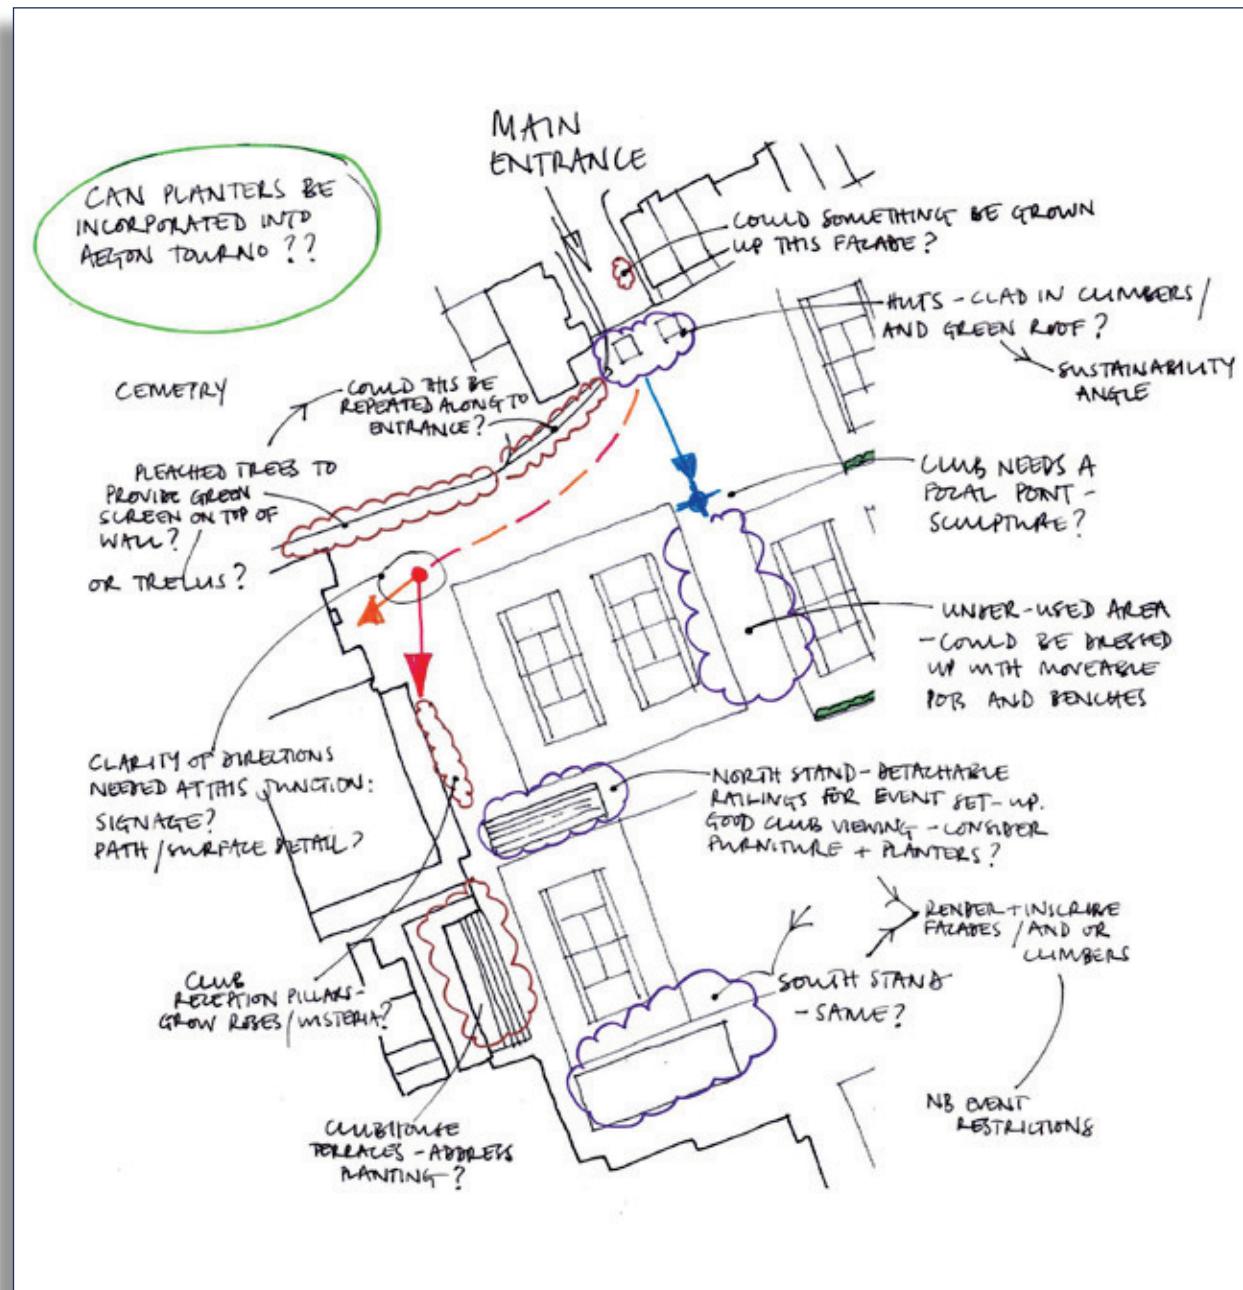 MAIN
ENTRANCE
CAN PLANTERS BE
INCORPORATED INTO
AEGON TOURNO ??
COULD SOMETHING BE GROWN
UP THIS FACADE?
HUTS - CLAD IN CLIMBERS /
AND GREEN ROOF?
SUSTAINABILITY
ANGLE
CEMETRY
COULD THIS BE
REPEATED ALONG TO
ENTRANCE?
PLEACHED TREES TO
PROVIDE GREEN
SCREEN ON TOP OF
WALL?
OR TRELLIS?
CLUB NEEDS A
FOCAL POINT -
SCULPTURE?
UNDER-USED AREA
- COULD BE DRESSED
UP WITH MOVEABLE
POTS AND BENCHES
CLARITY OF DIRECTIONS
NEEDED AT THIS JUNCTION:
SIGNAGE?
PATH / SURFACE DETAIL?
NORTH STAND - DETACHABLE
RAILINGS FOR EVENT SET-UP.
GOOD CLUB VIEWING - CONSIDER
FURNITURE + PLANTERS?
RENDER + INSCRIBE
FACADES / AND OR
CLIMBERS
SOUTH STAND
- SAME?
CLUB
RECEPTION PILLARS -
GROW ROSES / WISTERIA?
NB EVENT
RESTRICTIONS
CLUBHOUSE
TERRACES - ADDRESS
PLANTING?